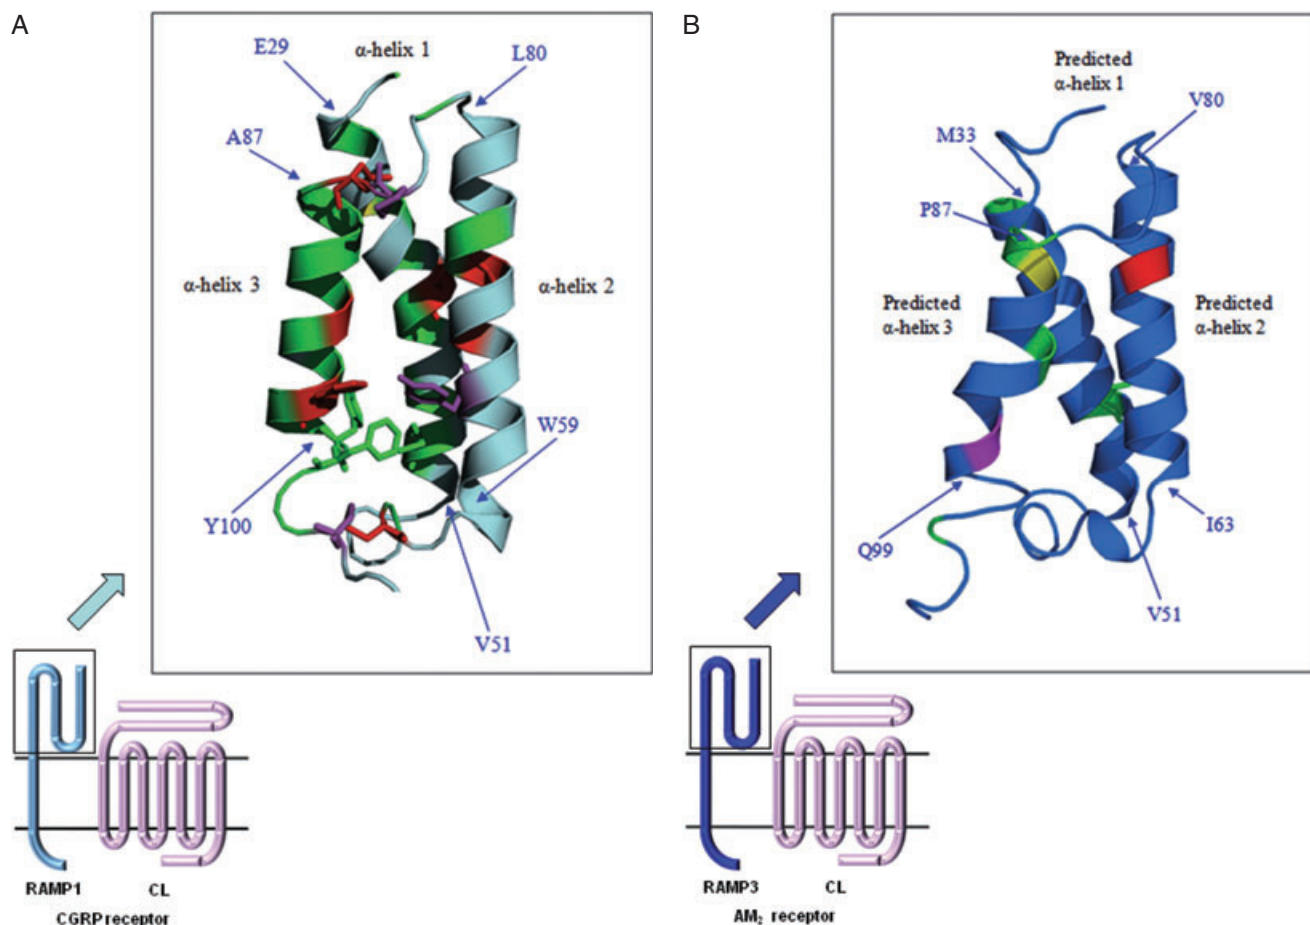 A
E29
α-helix 1
L80
A87
α-helix 3
α-helix 2
W59
Y100
V51
RAMP1 CL
CGRP receptor
B
Predicted
α-helix 1
V80
M33
P87
Predicted
α-helix 3
Predicted
α-helix 2
Q99
I63
V51
RAMP3 CL
AM₂ receptor